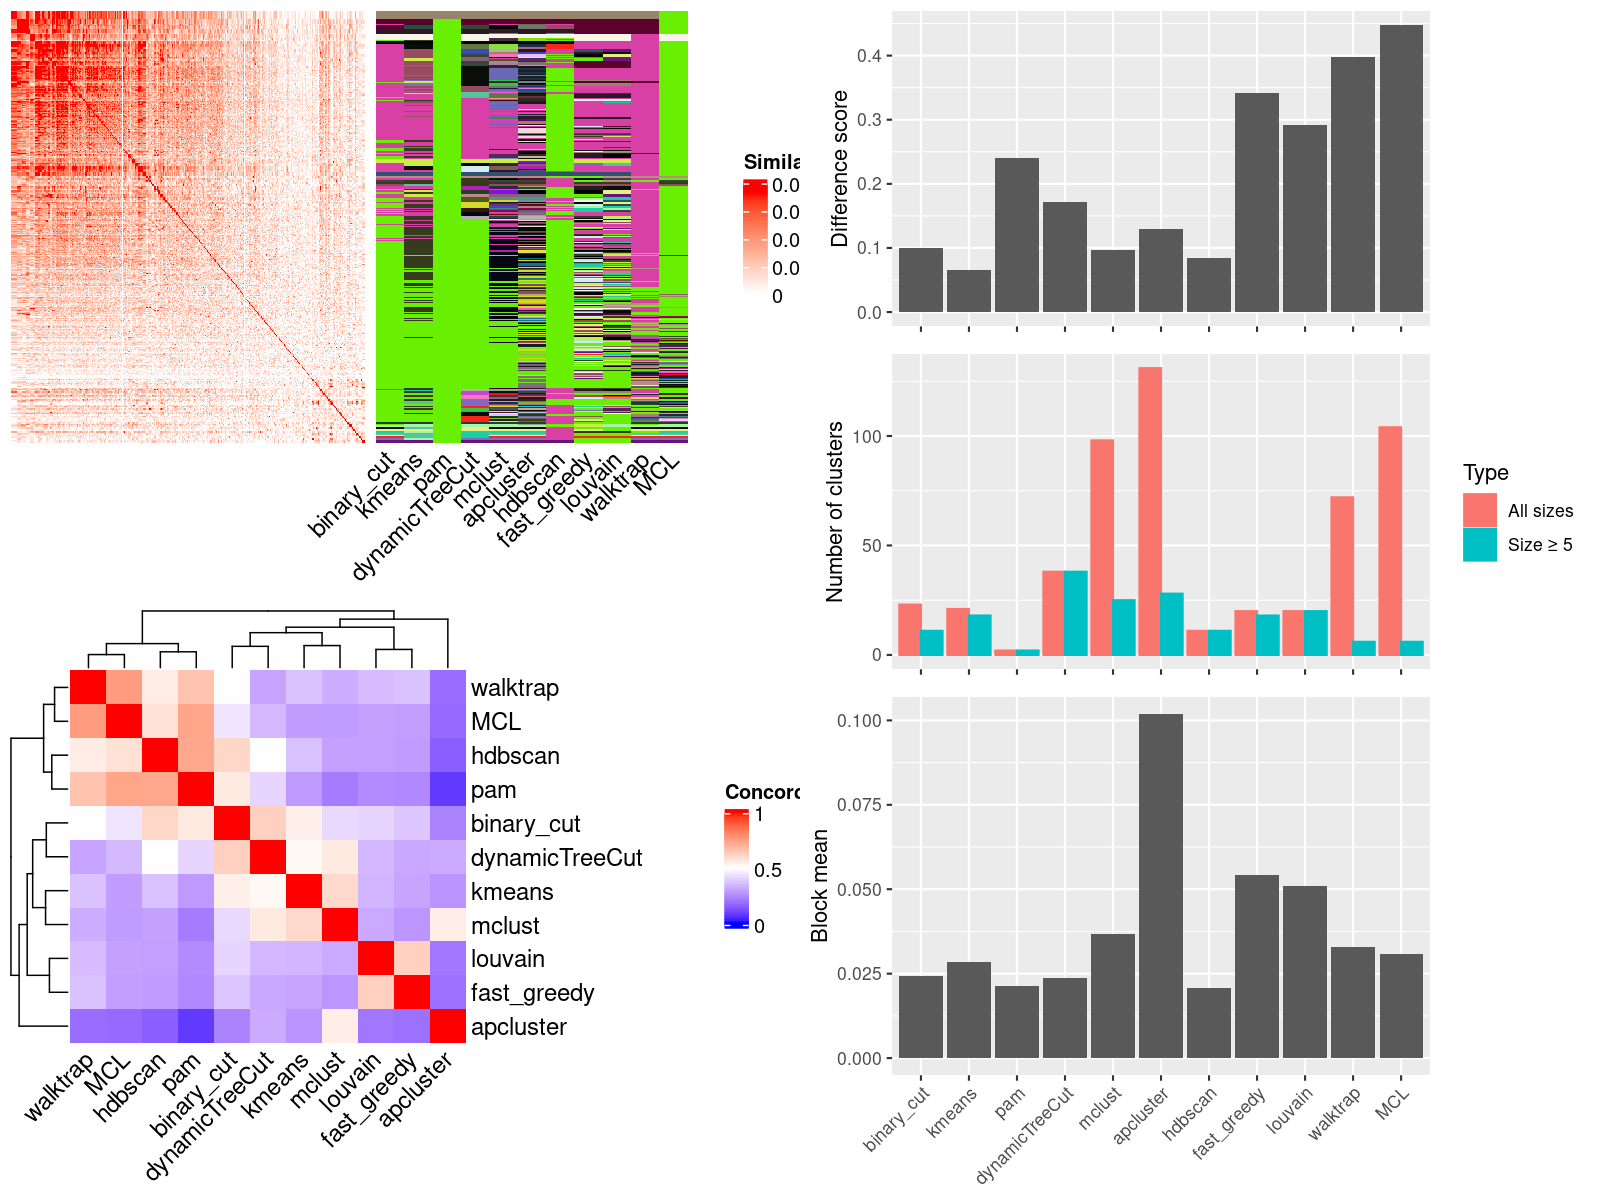 Simila
0.0
0.0
0.0
0.0
0
binary_cut
kmeans
pam
dynamicTreeCut
mclust
apcluster
hdbscan
fast_greedy
louvain
walktrap
MCL
walktrap
MCL
hdbscan
pam
binary_cut
dynamicTreeCut
kmeans
mclust
louvain
fast_greedy
apcluster
walktrap
MCL
hdbscan
pam
binary_cut
dynamicTreeCut
kmeans
mclust
louvain
fast_greedy
apcluster
Concord
1
0.5
0
Difference score
0.4
0.3
0.2
0.1
0.0
Number of clusters
100
50
0
Type
All sizes
Size ≥ 5
Block mean
0.100
0.075
0.050
0.025
0.000
binary_cut
kmeans
pam
dynamicTreeCut
mclust
apcluster
hdbscan
fast_greedy
louvain
walktrap
MCL